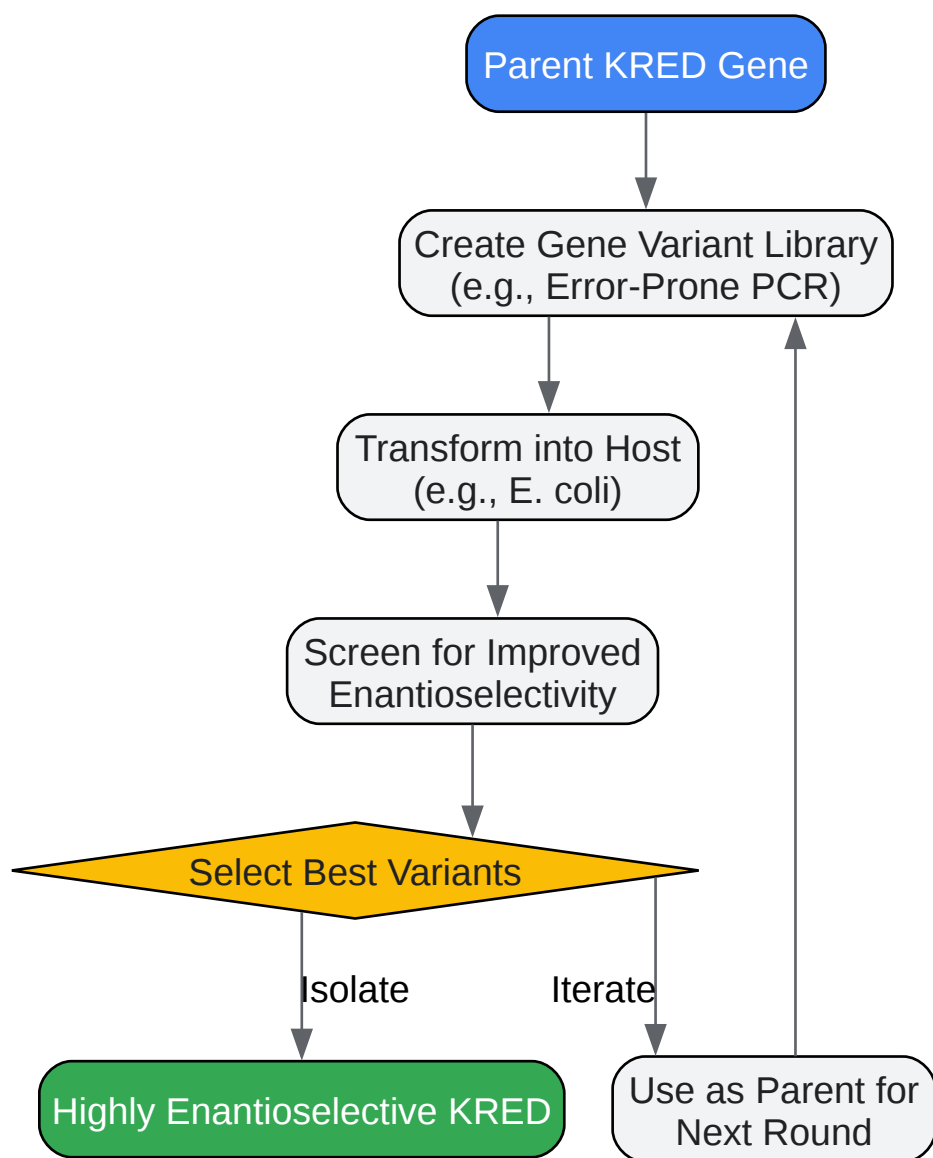 Parent KRED Gene
Create Gene Variant Library
(e.g., Error-Prone PCR)
Transform into Host
(e.g., E. coli)
Screen for Improved
Enantioselectivity
Select Best Variants
Isolate
Iterate
Highly Enantioselective KRED
Use as Parent for
Next Round